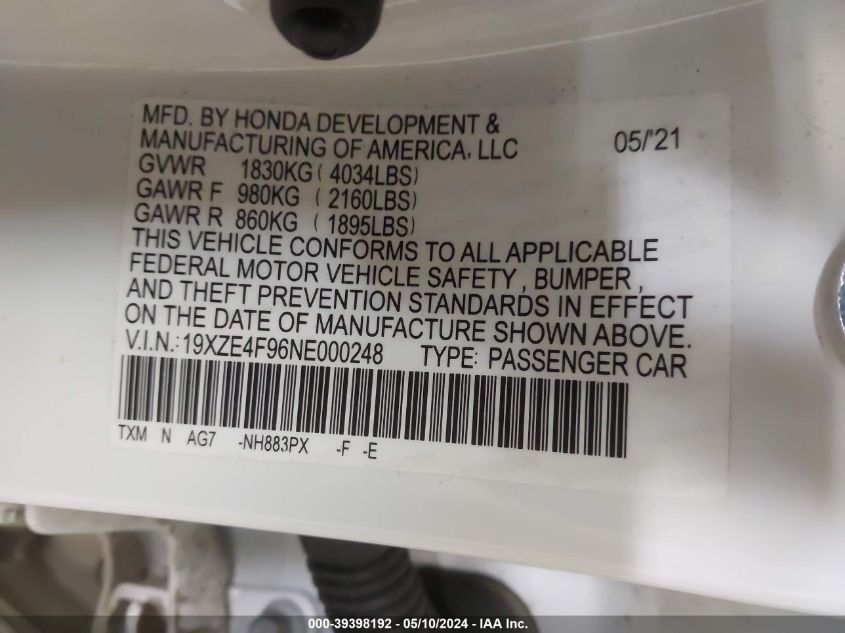 MFD. BY HONDA DEVELOPMENT &
MANUFACTURING OF AMERICA, LLC 05/'21
GVWR 1830KG ( 4034LBS)
GAWR F 980KG ( 2160LBS)
GAWR R 860KG ( 1895LBS)
THIS VEHICLE CONFORMS TO ALL APPLICABLE
FEDERAL MOTOR VEHICLE SAFETY , BUMPER ,
AND THEFT PREVENTION STANDARDS IN EFFECT
ON THE DATE OF MANUFACTURE SHOWN ABOVE.
V.I.N.:19XZE4F96NE000248 TYPE: PASSENGER CAR
TXM N AG7 -NH883PX -F -E
000-39398192 - 05/10/2024 - IAA Inc.